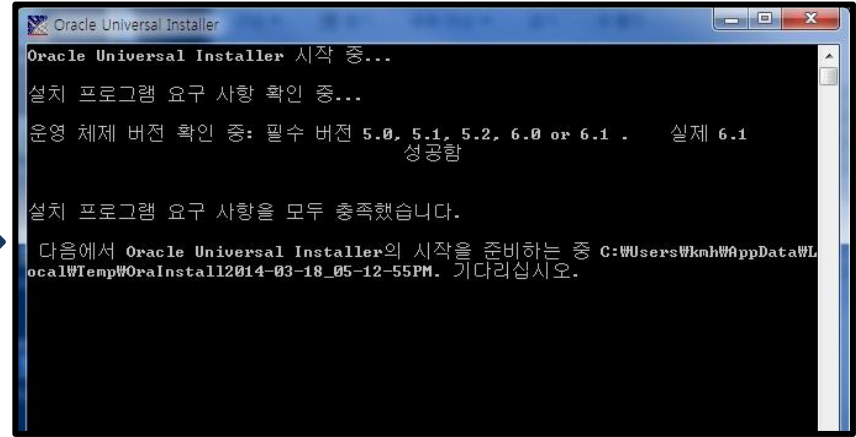 Oracle Universal Installer
Oracle Universal Installer 시작 중...
설치 프로그램 요구 사항 확인 중...
운영 체제 버전 확인 중: 필수 버전 5.0, 5.1, 5.2, 6.0 or 6.1 .    실제 6.1
성공함
설치 프로그램 요구 사항을 모두 충족했습니다.
다음에서 Oracle Universal Installer의 시작을 준비하는 중 C:₩Users₩kmh₩AppData₩L
ocal₩Temp₩OraInstall2014-03-18_05-12-55PM. 기다리십시오.